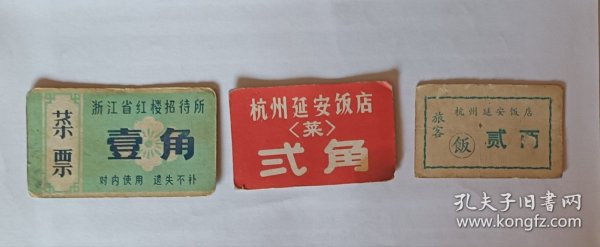 菜票
浙江省红楼招待所
壹角
对内使用 遗失不补
杭州延安饭店
〈菜〉
弍角
杭州延安饭店
旅客
飯
贰
孔夫子旧书网
www.kongfz.com